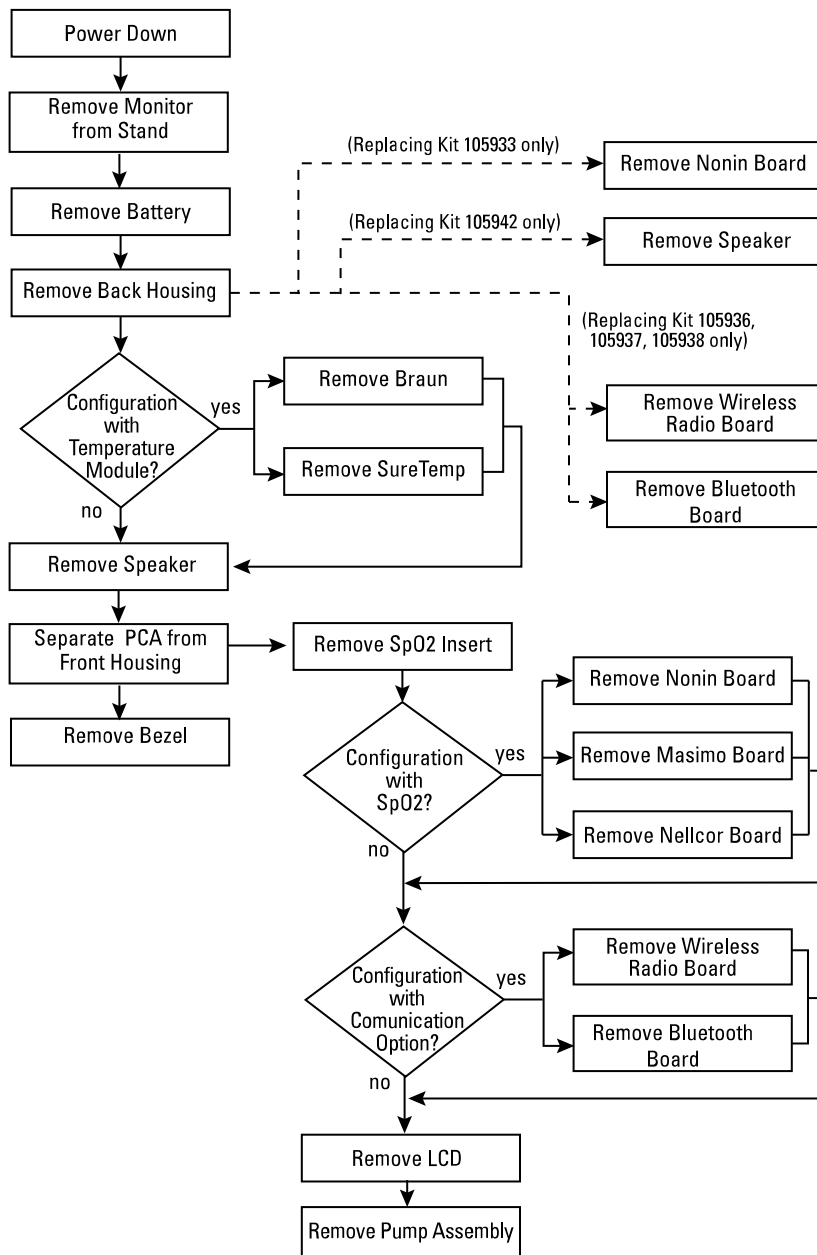 Power Down
Remove Monitor
from Stand
(Replacing Kit 105933 only)
Remove Nonin Board
Remove Battery
(Replacing Kit 105942 only)
Remove Speaker
Remove Back Housing
(Replacing Kit 105936,
105937, 105938 only)
Configuration
with
Temperature
Module?
yes
Remove Braun
Remove SureTemp
Remove Wireless
Radio Board
Remove Bluetooth
Board
no
Remove Speaker
Separate PCA from
Front Housing
Remove SpO2 Insert
Remove Bezel
Configuration
with
SpO2?
yes
Remove Nonin Board
Remove Masimo Board
Remove Nellcor Board
no
Configuration
with
Comunication
Option?
yes
Remove Wireless
Radio Board
Remove Bluetooth
Board
no
Remove LCD
Remove Pump Assembly